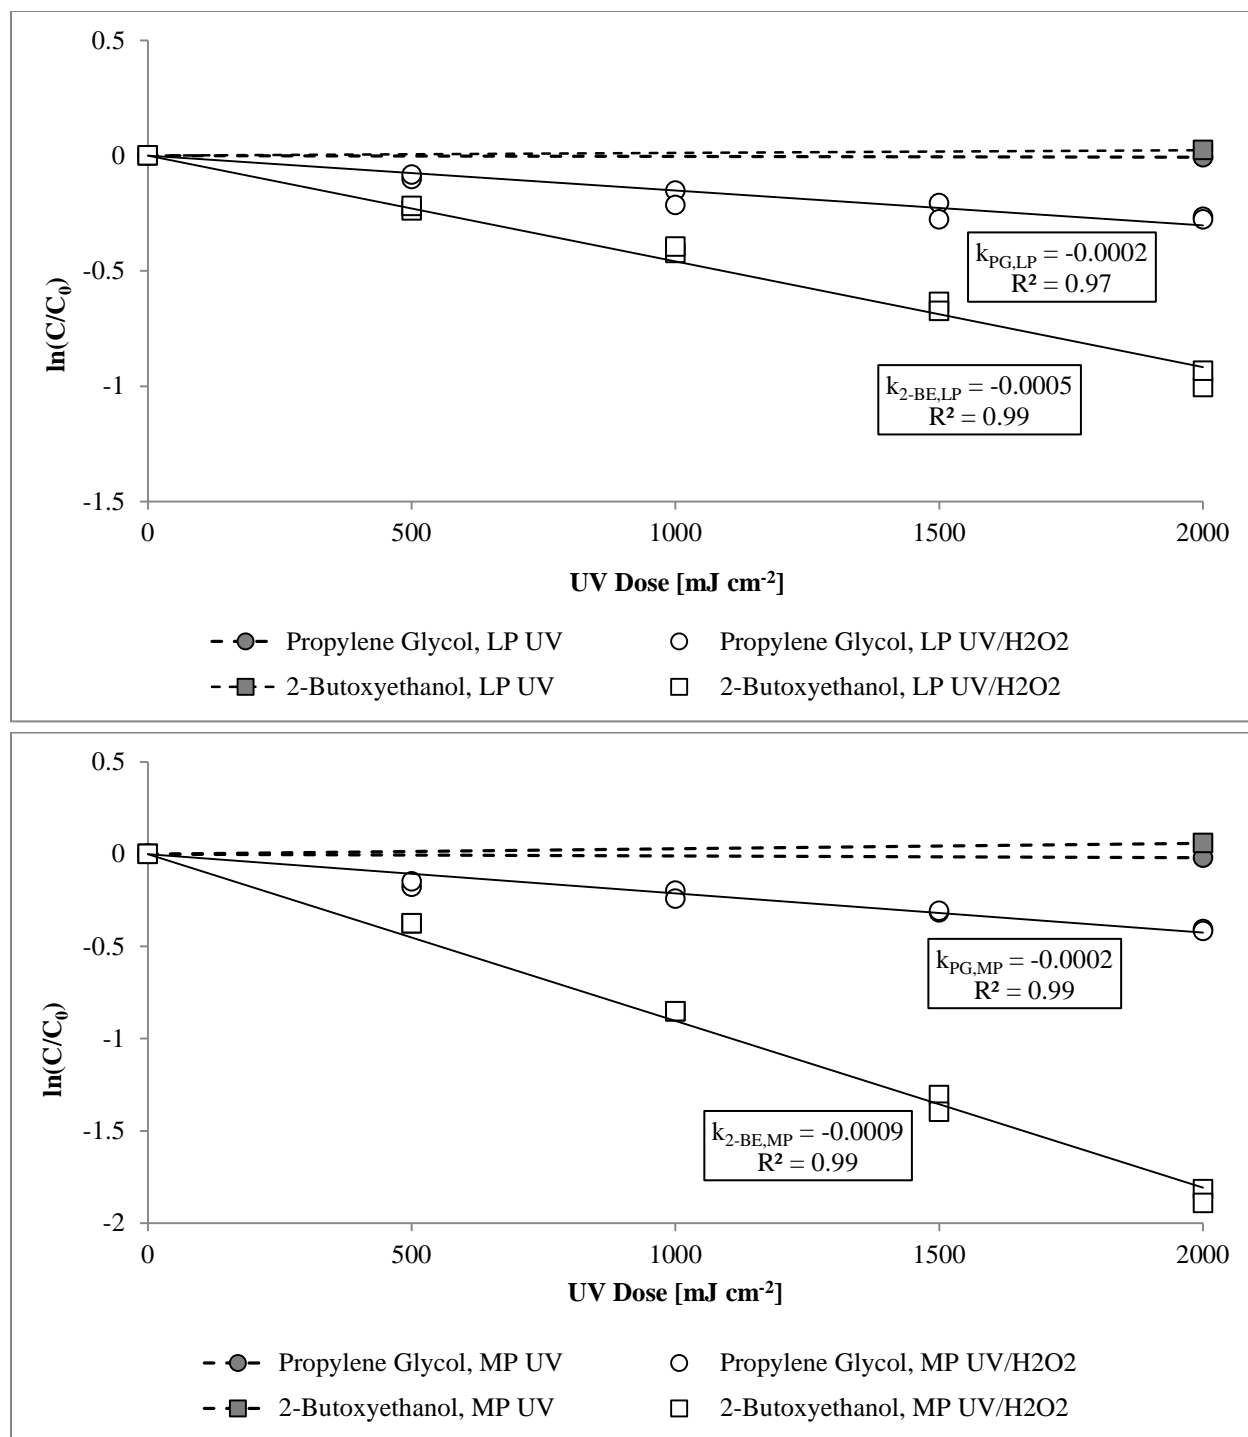 0.5
0
-0.5
-1
-1.5
ln(C/C0)
k PG,LP = -0.0002
R² = 0.97
k 2-BE,LP = -0.0005
R² = 0.99
0 500 1000 1500 2000
UV Dose [mJ cm-2]
Propylene Glycol, LP UV Propylene Glycol, LP UV/H2O2
2-Butoxyethanol, LP UV 2-Butoxyethanol, LP UV/H2O2
0.5
0
-0.5
-1
-1.5
-2
ln(C/C0)
k PG,MP = -0.0002
R² = 0.99
k 2-BE,MP = -0.0009
R² = 0.99
0 500 1000 1500 2000
UV Dose [mJ cm-2]
Propylene Glycol, MP UV Propylene Glycol, MP UV/H2O2
2-Butoxyethanol, MP UV 2-Butoxyethanol, MP UV/H2O2